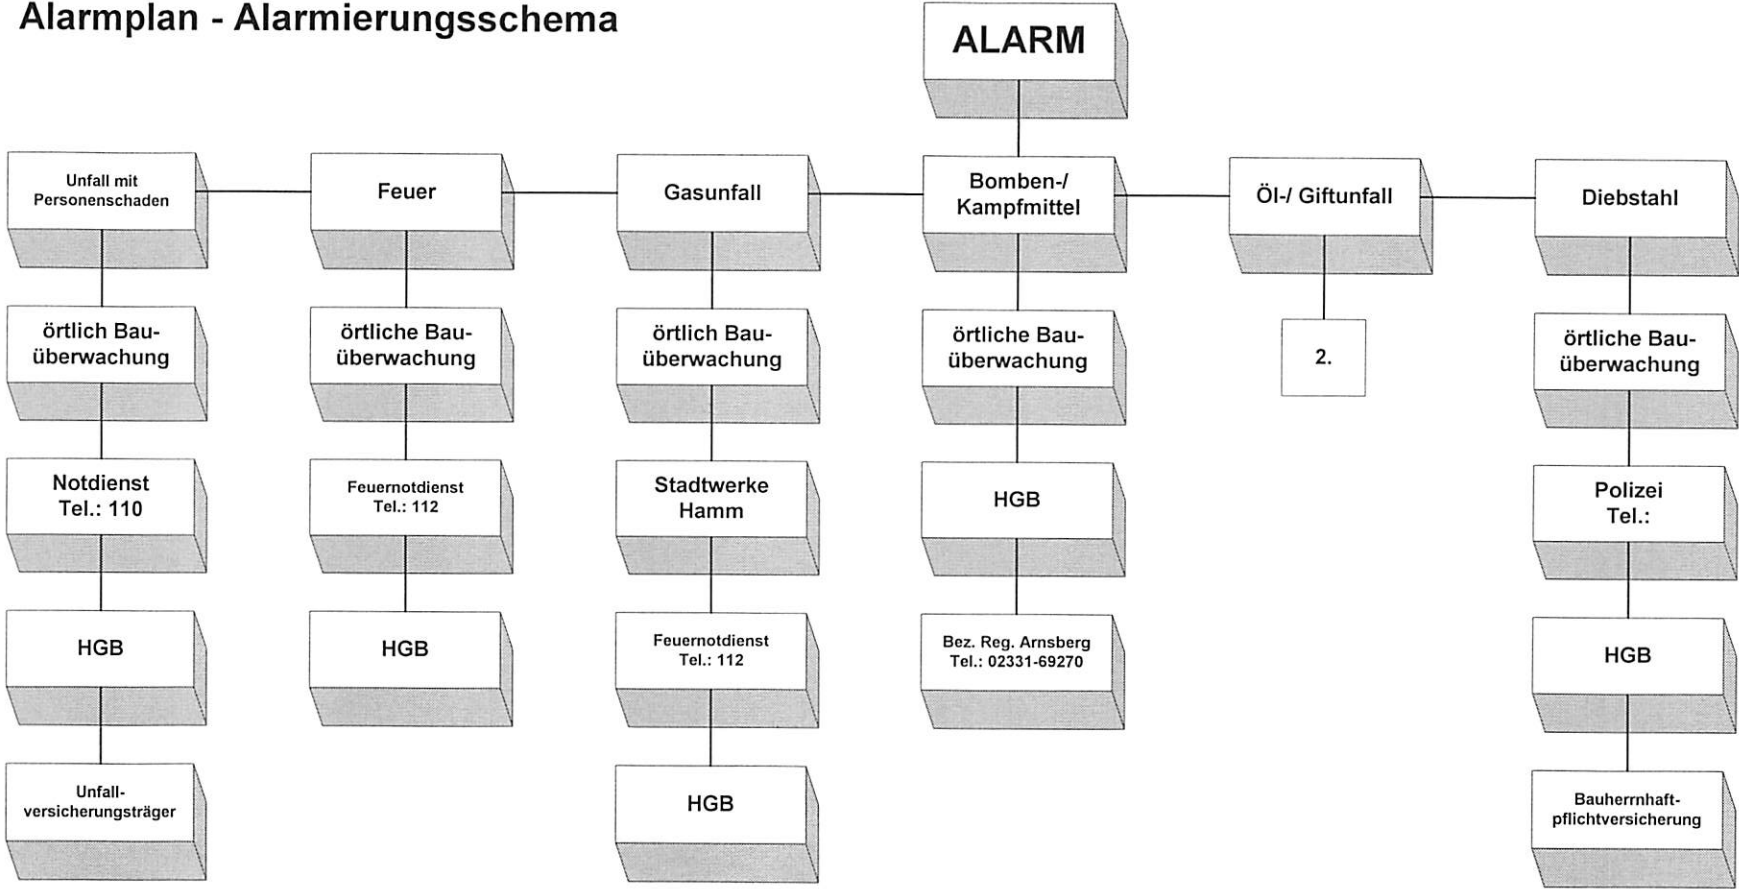 Alarmplan - Alarmierungsschema
ALARM
Unfall mit
Personenschaden
Feuer
Gasunfall
Bomben-/
Kampfmittel
Öl-/ Giftunfall
Diebstahl
örtlich Bau-
überwachung
örtliche Bau-
überwachung
örtlich Bau-
überwachung
örtliche Bau-
überwachung
2.
örtliche Bau-
überwachung
Notdienst
Tel.: 110
Feuernotdienst
Tel.: 112
Stadtwerke
Hamm
HGB
Polizei
Tel.:
HGB
HGB
Feuernotdienst
Tel.: 112
Bez. Reg. Arnsberg
Tel.: 02331-69270
HGB
Unfall-
versicherungsträger
HGB
Bauherrnhaft-
pflichtversicherung